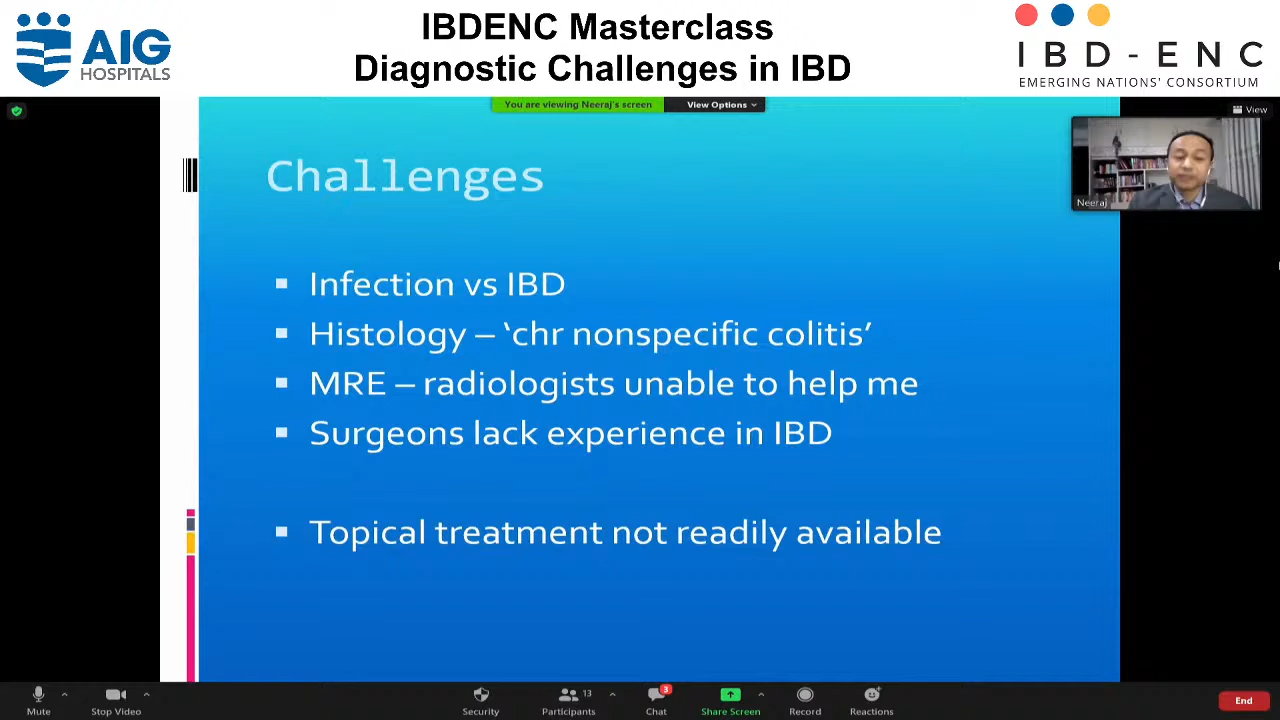 IBDENC Masterclass
Diagnostic Challenges in IBD
AIG
HOSPITALS
IBD-ENC
EMERGING NATIONS' CONSORTIUM
You are viewing Neeraj's screen
View Options
View
Neeraj
Challenges
Infection vs IBD
Histology – ‘chr nonspecific colitis’
MRE – radiologists unable to help me
Surgeons lack experience in IBD
Topical treatment not readily available
Mute
Stop Video
Security
13
Participants
3
Chat
Share Screen
Record
Reactions
End